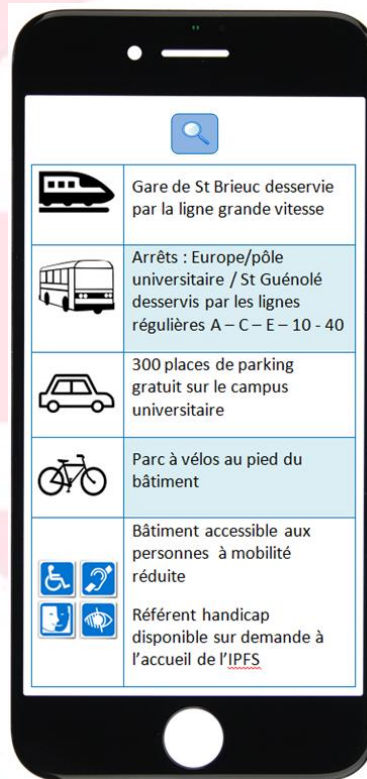 Gare de St Brieuc desservie
par la ligne grande vitesse
Arrêts : Europe/pôle
universitaire / St Guénolé
desservis par les lignes
régulières A – C – E – 10 - 40
300 places de parking
gratuit sur le campus
universitaire
Parc à vélos au pied du
bâtiment
Bâtiment accessible aux
personnes à mobilité
réduite
Référent handicap
disponible sur demande à
l'accueil de l'IPFS